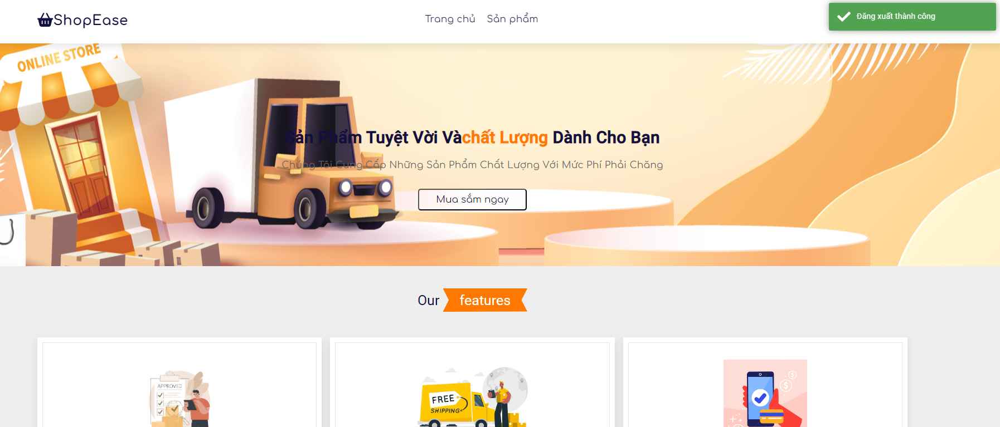 ShopEase
Trang chủ Sản phẩm
Đăng xuất thành công
ONLINE STORE
Sản Phẩm Tuyệt Vời Vàchất Lượng Dành Cho Bạn
Chúng Tôi Cung Cấp Những Sản Phẩm Chất Lượng Với Mức Phí Phải Chăng
Mua sắm ngay
Our features
APPROVED
FREE
SHIPPING